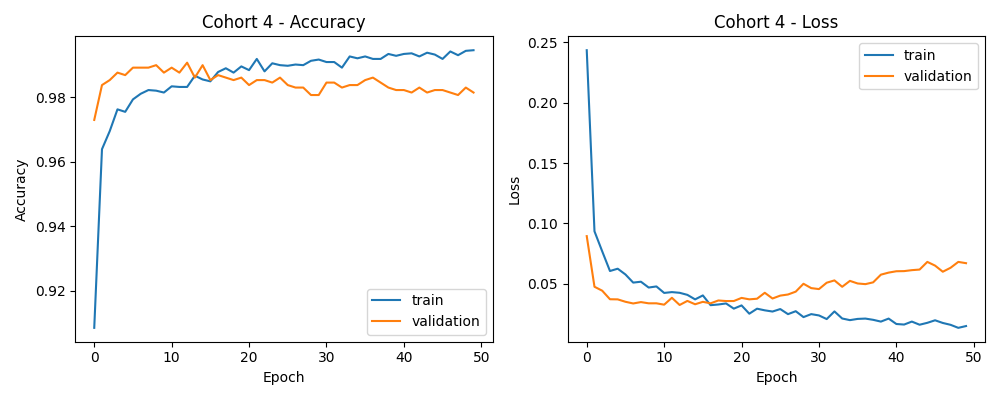 Cohort 4 - Accuracy
Accuracy
0.98
0.96
0.94
0.92
train
validation
0 10 20 30 40 50
Epoch
Cohort 4 - Loss
Loss
0.25
0.20
0.15
0.10
0.05
train
validation
0 10 20 30 40 50
Epoch